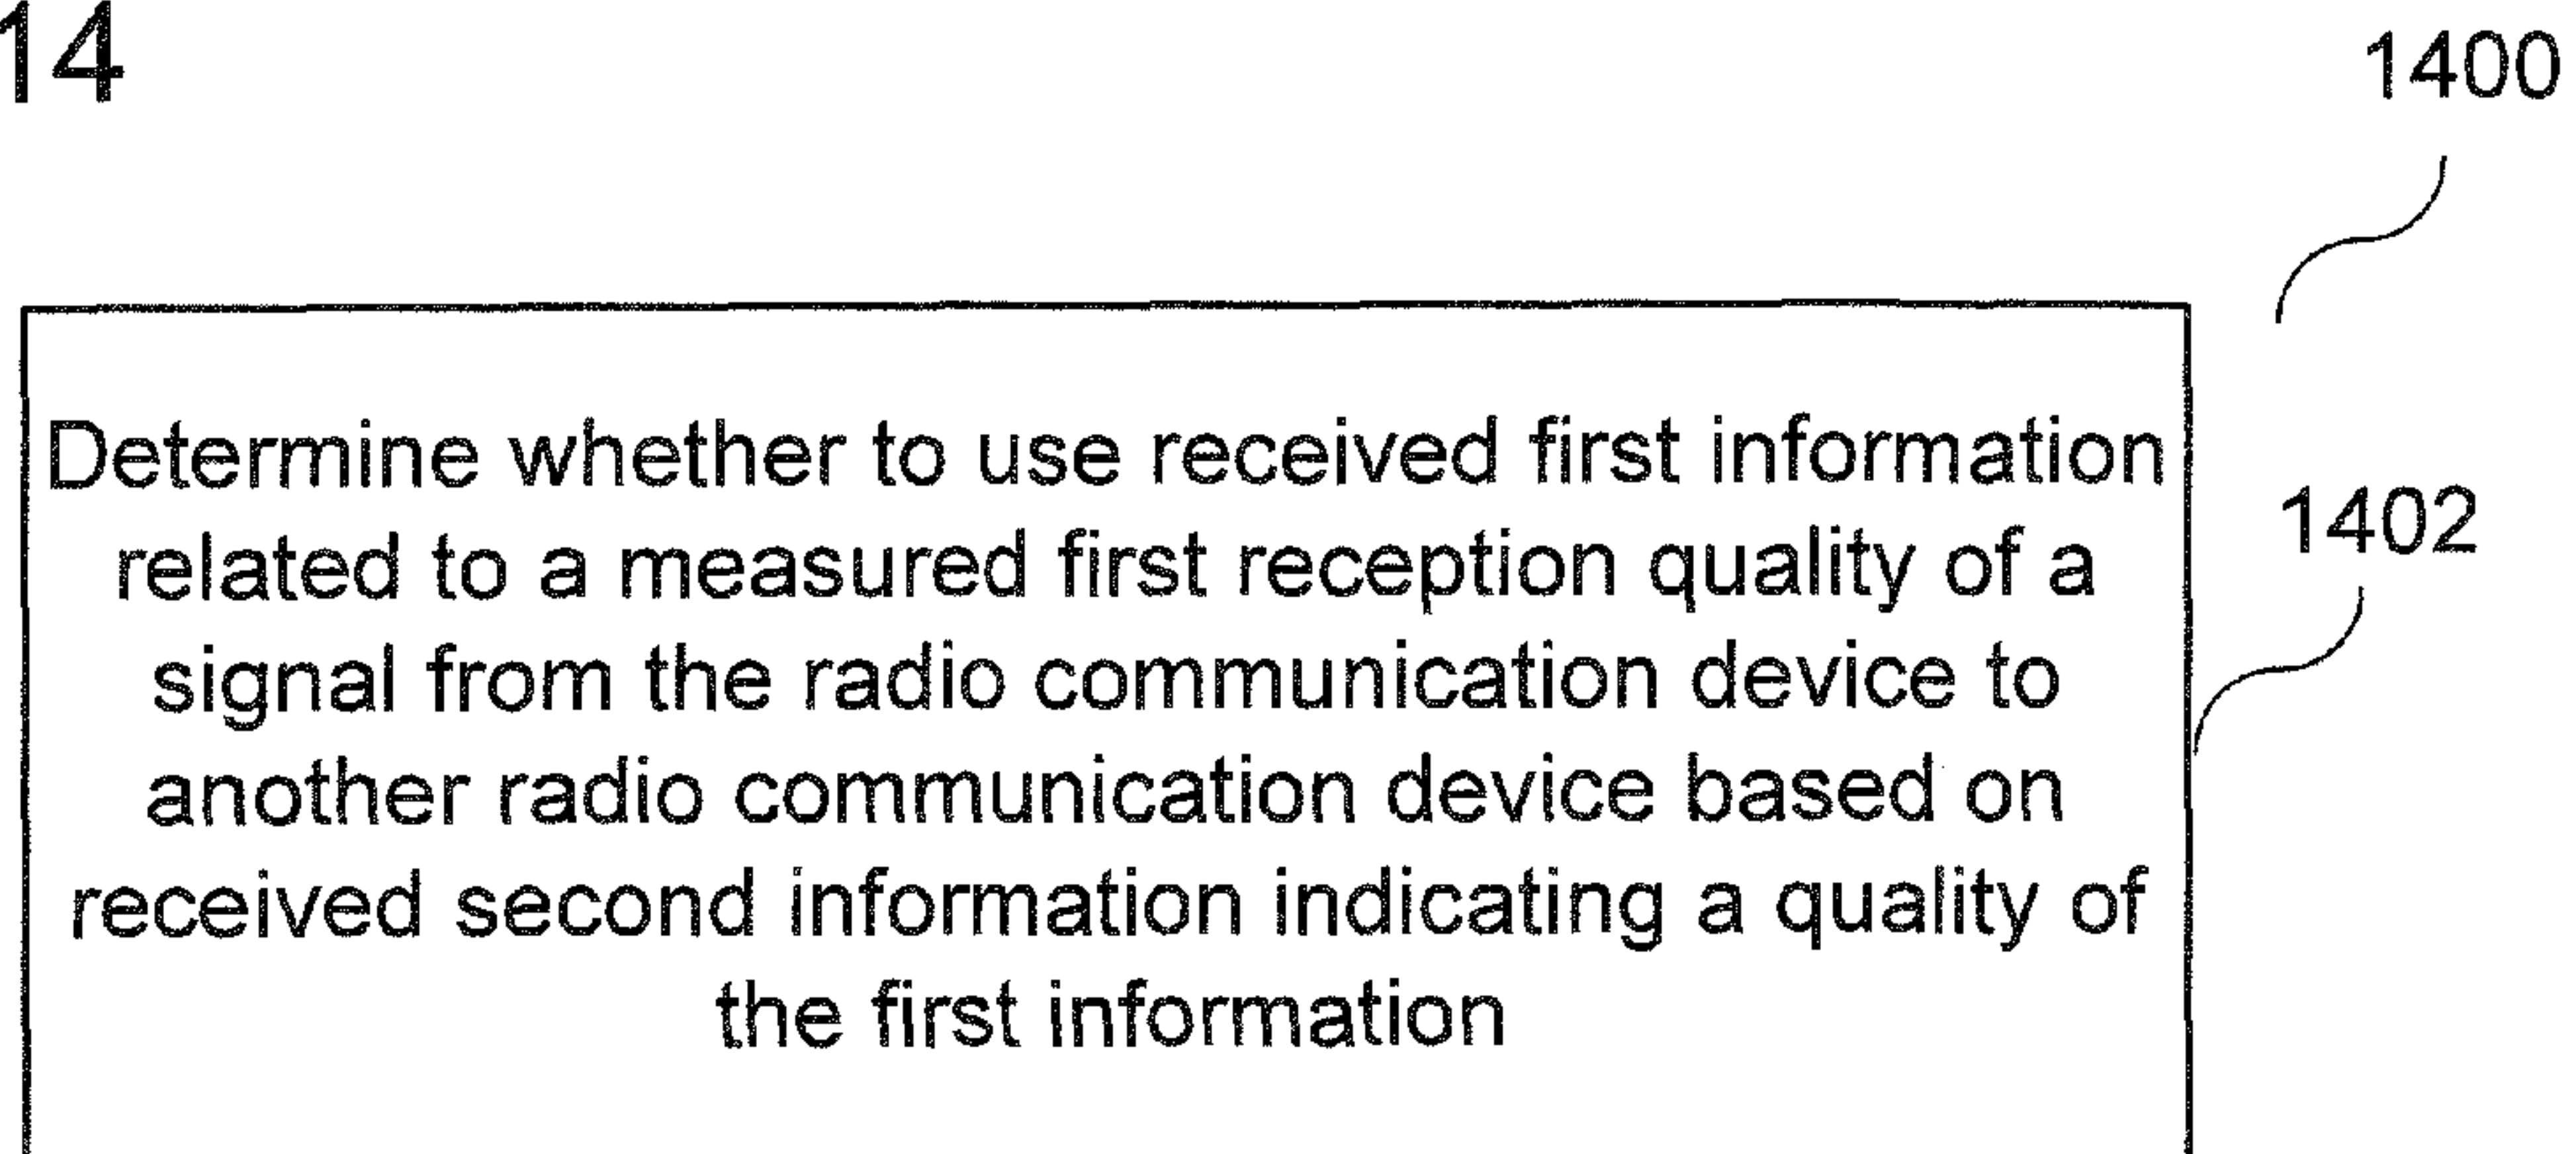 14
1400
Determine whether to use received first information
related to a measured first reception quality of a
1402
signal from the radio communication device to
another radio communication device based on
received second information indicating a quality of
the first information